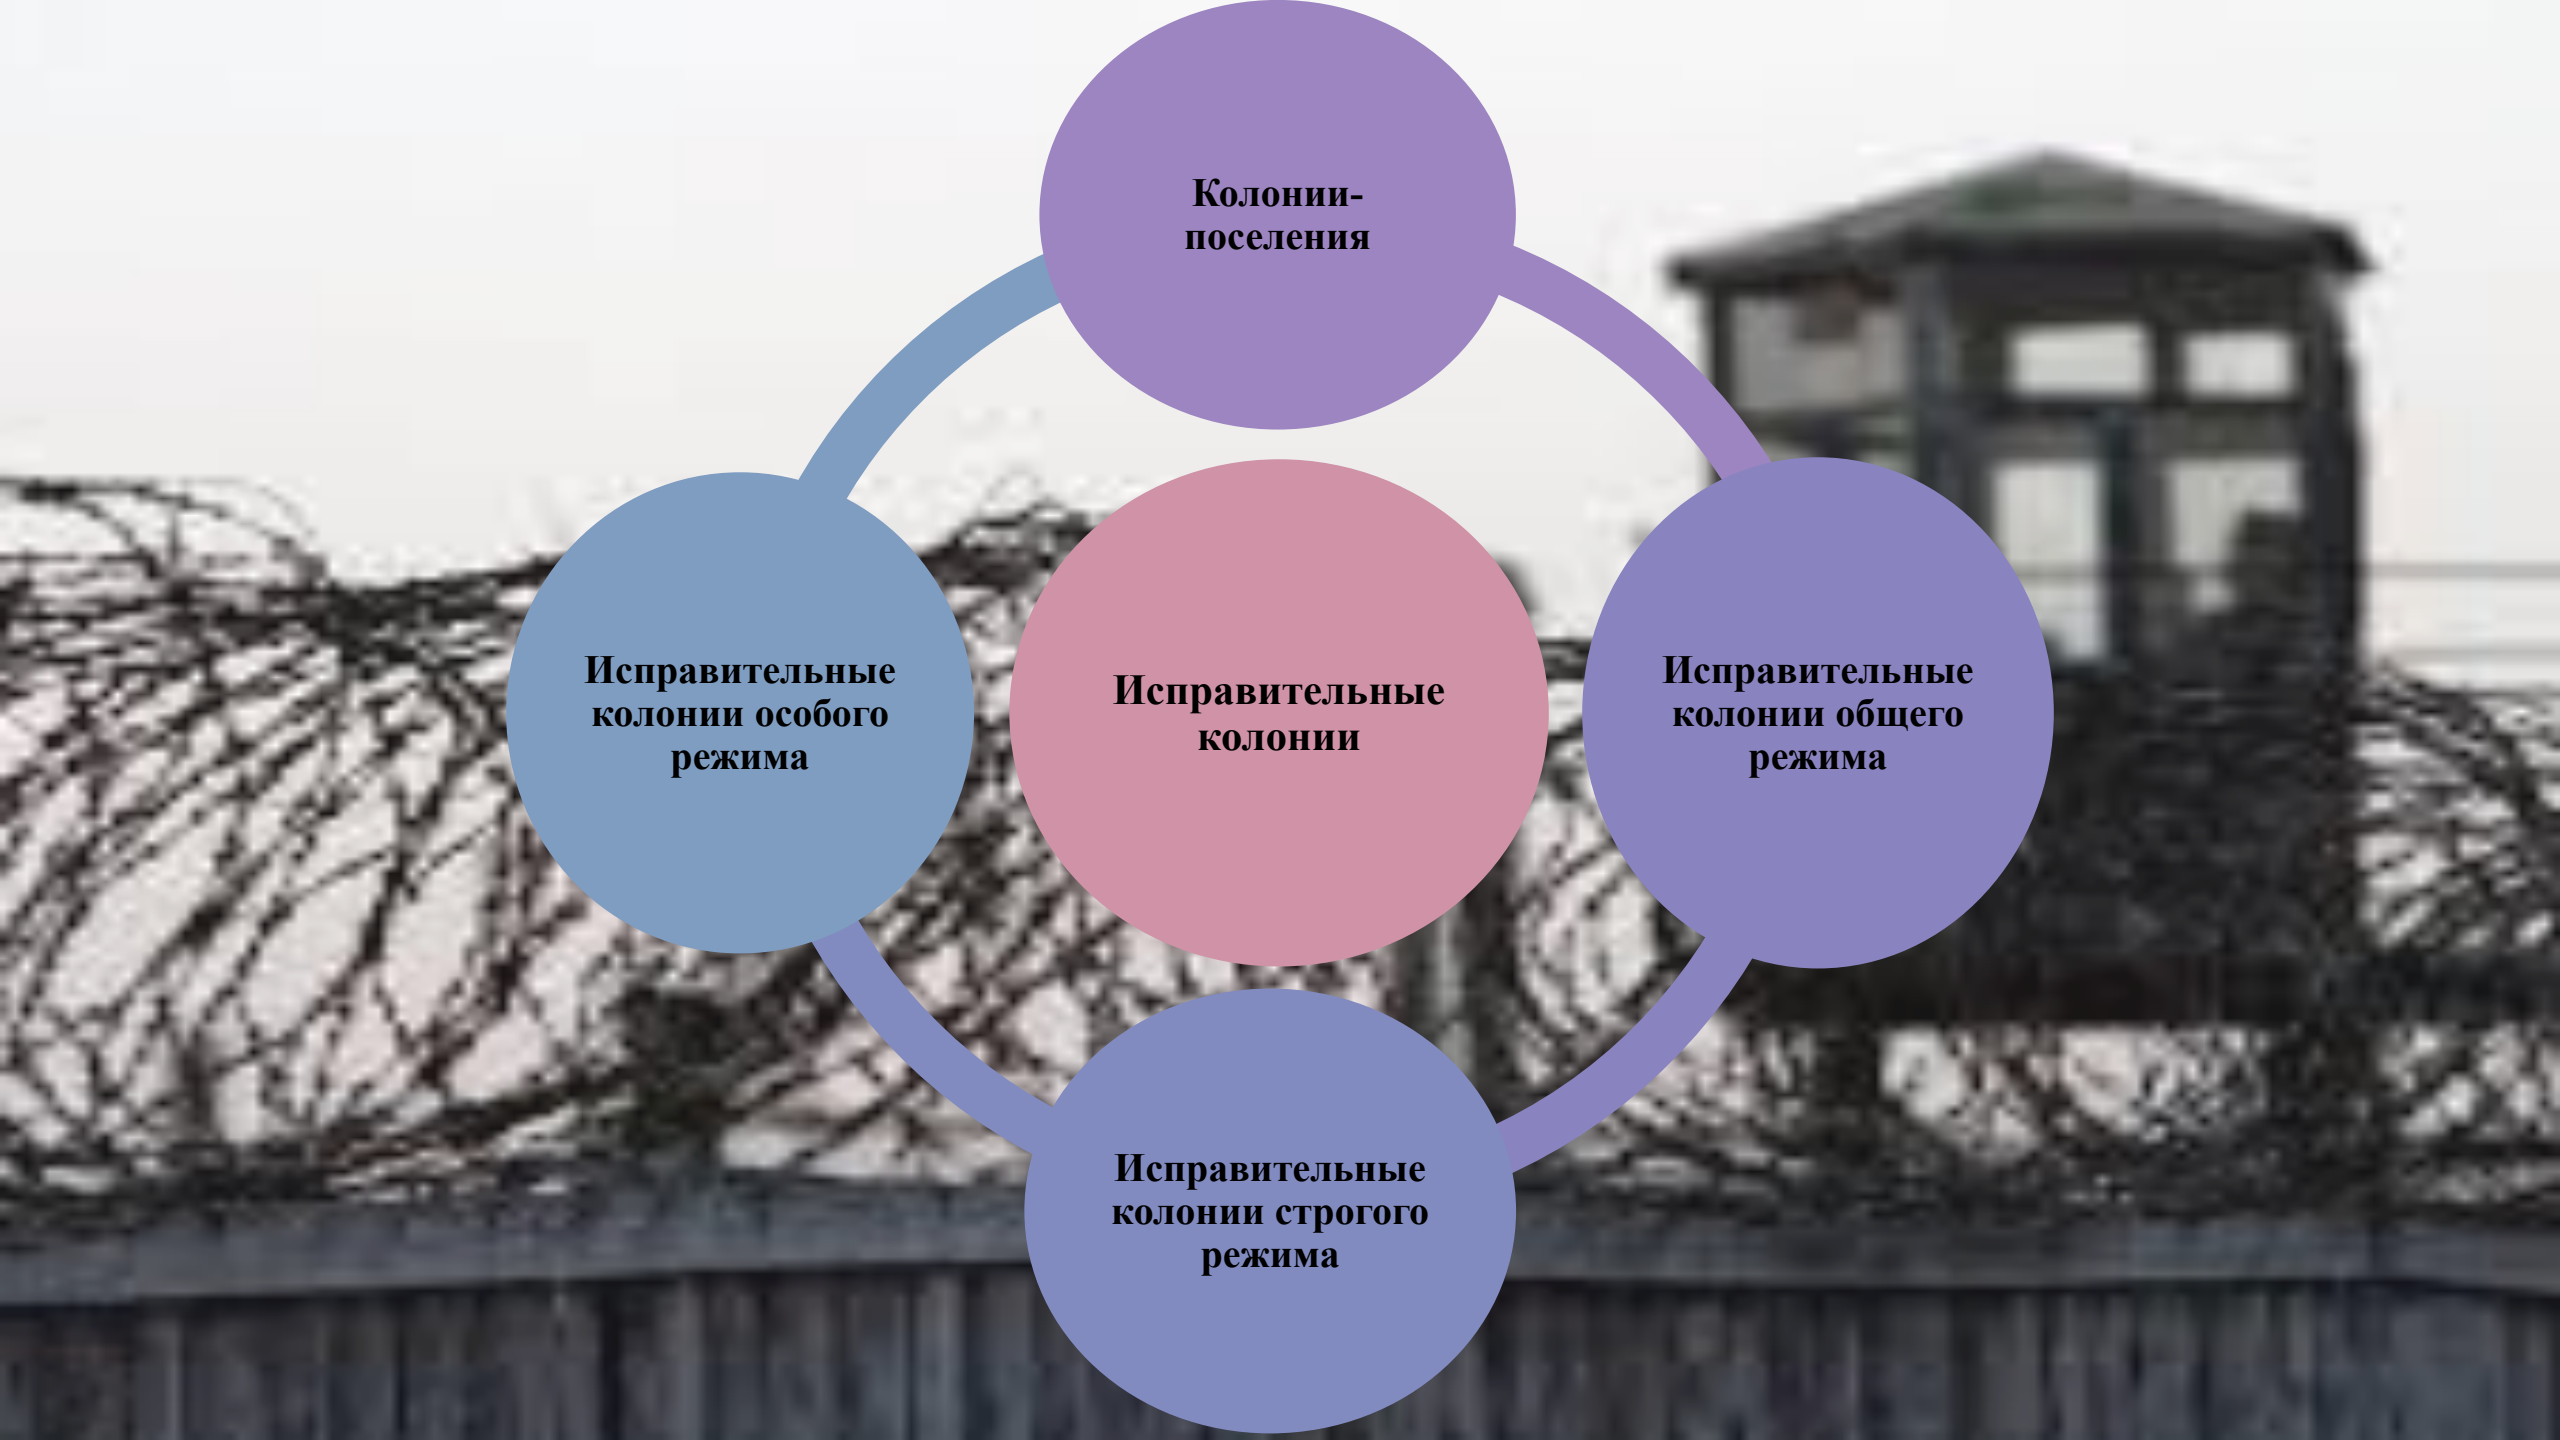 Колонии-
поселения
Исправительные
колонии особого
режима
Исправительные
колонии
Исправительные
колонии общего
режима
Исправительные
колонии строгого
режима